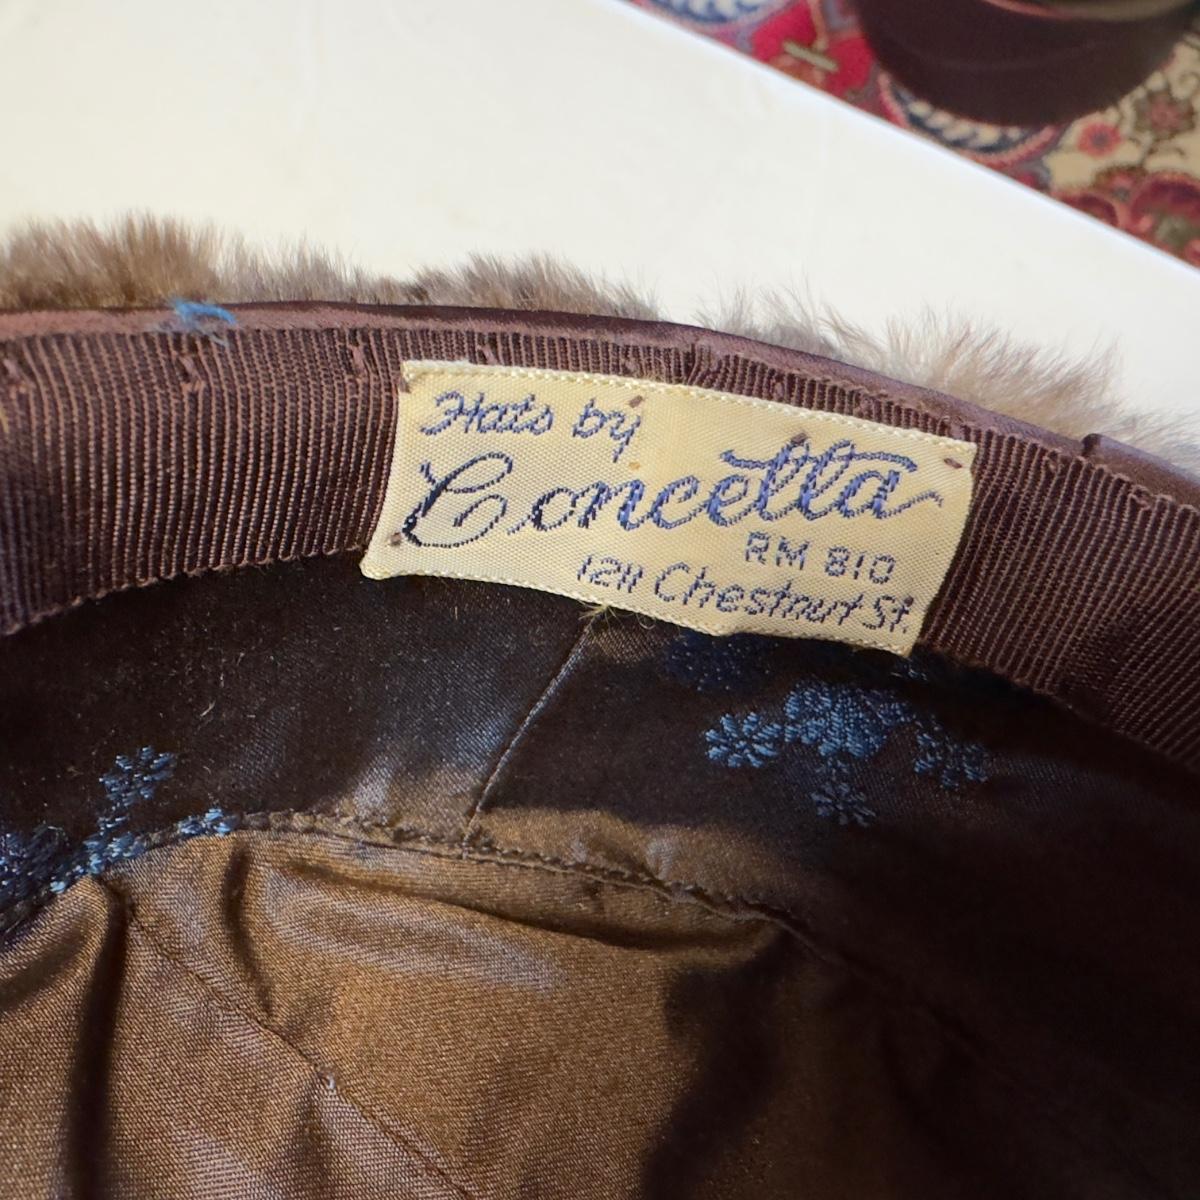 Hats by
Concetta
RM 810
1211 Chestnut St.